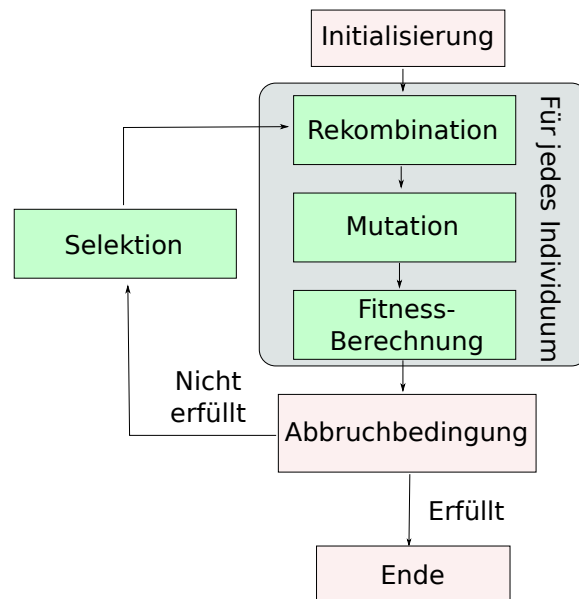 Initialisierung
Rekombination
Für jedes Individuum
Mutation
Selektion
Fitness-
Berechnung
Nicht
erfüllt
Abbruchbedingung
Erfüllt
Ende